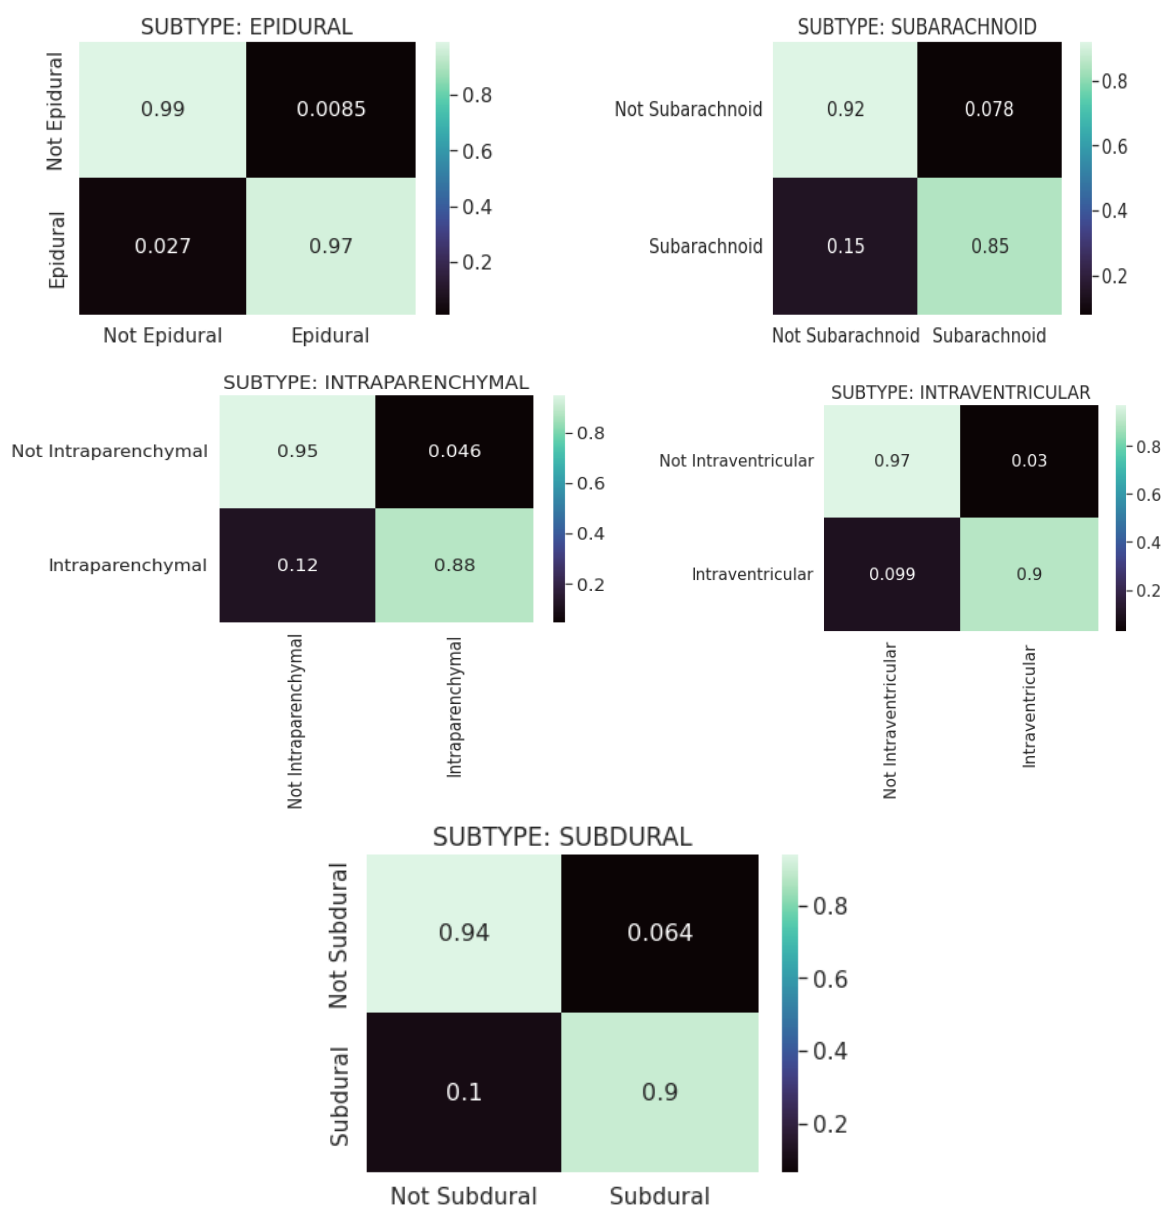 SUBTYPE: EPIDURAL
Not Epidural
0.99
0.0085
0.8
0.6
0.4
0.2
Epidural
0.027
0.97
Not Epidural
Epidural
SUBTYPE: SUBARACHNOID
Not Subarachnoid
0.92
0.078
0.8
0.6
0.4
0.2
Subarachnoid
0.15
0.85
Not Subarachnoid
Subarachnoid
SUBTYPE: INTRAPARENCHYMAL
Not Intraparenchymal
0.95
0.046
0.8
0.6
0.4
0.2
Intraparenchymal
0.12
0.88
Not Intraparenchymal
Intraparenchymal
SUBTYPE: INTRAVENTRICULAR
Not Intraventricular
0.97
0.03
0.8
0.6
0.4
0.2
Intraventricular
0.099
0.9
Not Intraventricular
Intraventricular
SUBTYPE: SUBDURAL
Not Subdural
0.94
0.064
0.8
0.6
0.4
0.2
Subdural
0.1
0.9
Not Subdural
Subdural